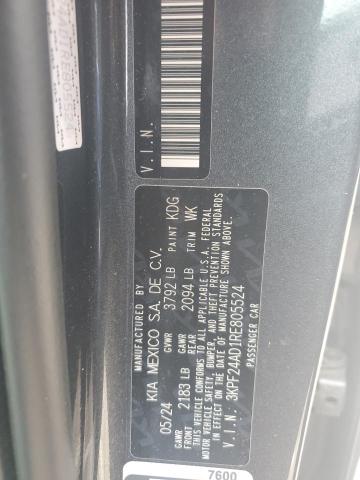 MANUFACTURED BY
KIA MEXICO S.A. DE C.V.
05/24 GVWR 3792 LB PAINT KDG
GAWR FRONT 2183 LB GAWR REAR 2094 LB TRIM WK
THIS VEHICLE CONFORMS TO ALL APPLICABLE U.S.A. FEDERAL
MOTOR VEHICLE SAFETY, BUMPER, AND THEFT PREVENTION STANDARDS
IN EFFECT ON THE DATE OF MANUFACTURE SHOWN ABOVE.
V.I.N. 3KPF24AD1RE805524
PASSENGER CAR
V.I.N.
7600